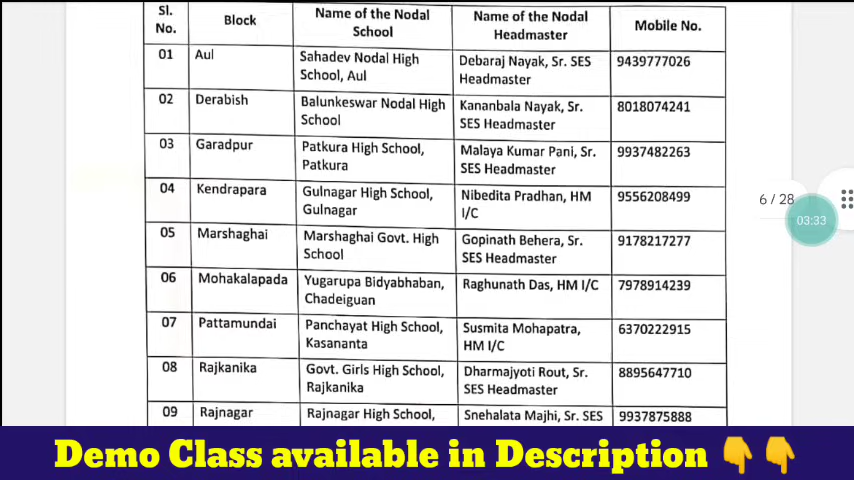 Sl. No. Block Name of the Nodal School Name of the Nodal Headmaster Mobile No.
01 Aul Sahadev Nodal High School, Aul Debaraj Nayak, Sr. SES Headmaster 9439777026
02 Derabish Balunkeswar Nodal High School Kananbala Nayak, Sr. SES Headmaster 8018074241
03 Garadpur Patkura High School, Patkura Malaya Kumar Pani, Sr. SES Headmaster 9937482263
04 Kendrapara Gulnagar High School, Gulnagar Nibedita Pradhan, HM I/C 9556208499
05 Marshaghai Marshaghai Govt. High School Gopinath Behera, Sr. SES Headmaster 9178217277
06 Mohakalapada Yugarupa Bidyabhaban, Chadeiguan Raghunath Das, HM I/C 7978914239
07 Pattamundai Panchayat High School, Kasananta Susmita Mohapatra, HM I/C 6370222915
08 Rajkanika Govt. Girls High School, Rajkanika Dharmajyoti Rout, Sr. SES Headmaster 8895647710
09 Rajnagar Rajnagar High School, Snehalata Majhi, Sr. SES 9937875888
6 / 28
03:33
Demo Class available in Description 👇👇